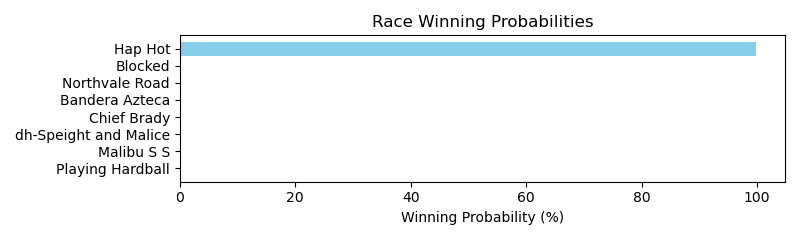 Race Winning Probabilities
Hap Hot
Blocked
Northvale Road
Bandera Azteca
Chief Brady
dh-Speight and Malice
Malibu S S
Playing Hardball
0 20 40 60 80 100
Winning Probability (%)